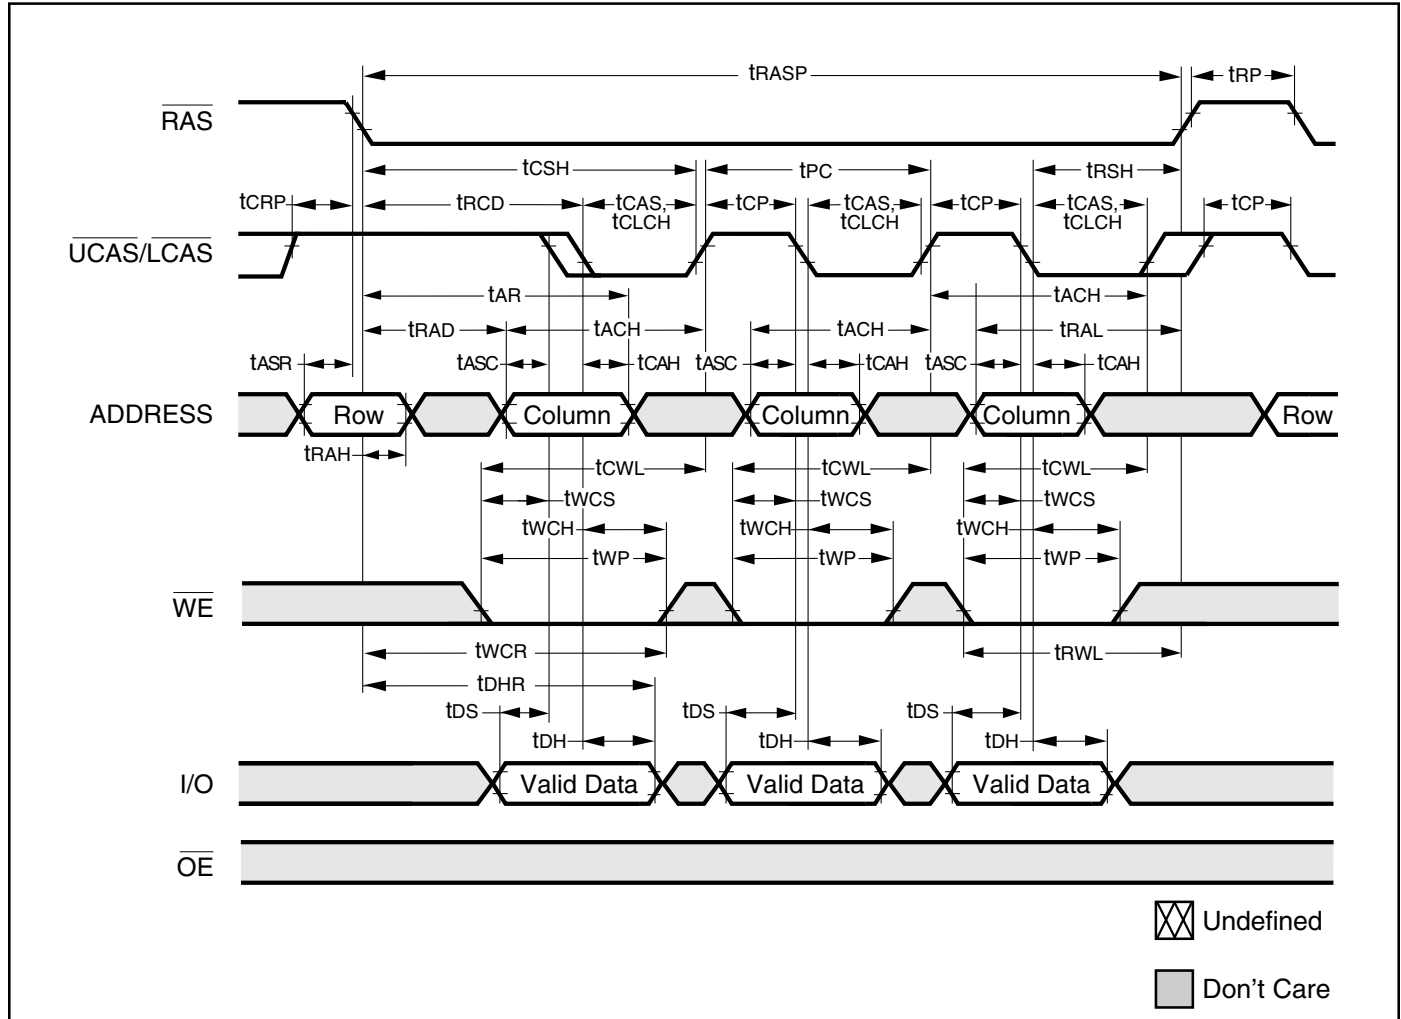 tRASP tRP
RAS
tCSH tPC tRSH
tCRP tRCD tCAS, tCLCH tCP tCAS, tCLCH tCP tCAS, tCLCH tCP
UCAS/LCAS
tAR tACH
tRAD tACH tACH tRAL
tASR tASC tCAH tASC tCAH tASC tCAH
ADDRESS Row Column Column Column Row
tRAH
tCWL tCWL tCWL
tWCS tWCS tWCS
tWCH tWCH tWCH
tWP tWP tWP
WE
tWCR tRWL
tDHR
tDS tDS tDS
tDH tDH tDH
I/O Valid Data Valid Data Valid Data
OE
Undefined
Don't Care